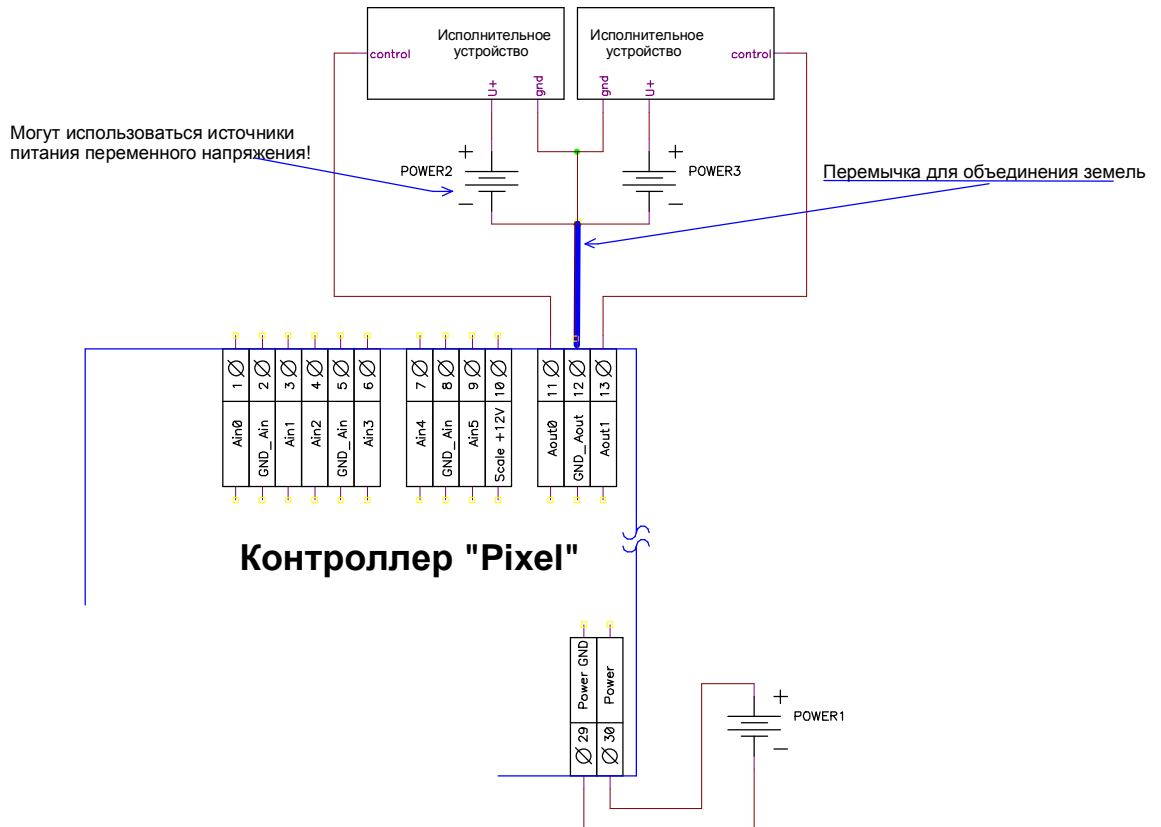 Исполнительное
устройство
control
U+
gnd
Исполнительное
устройство
control
gnd
U+
Могут использоваться источники
питания переменного напряжения!
+
POWER2
−
+
POWER3
−
Перемычка для объединения земель
1 Ain0
2 GND_Ain
3 Ain1
4 Ain2
5 GND_Ain
6 Ain3
7 Ain4
8 GND_Ain
9 Ain5
10 Scale +12V
11 Aout0
12 GND_Aout
13 Aout1
Контроллер "Pixel"
29 Power GND
30 Power
+
POWER1
−